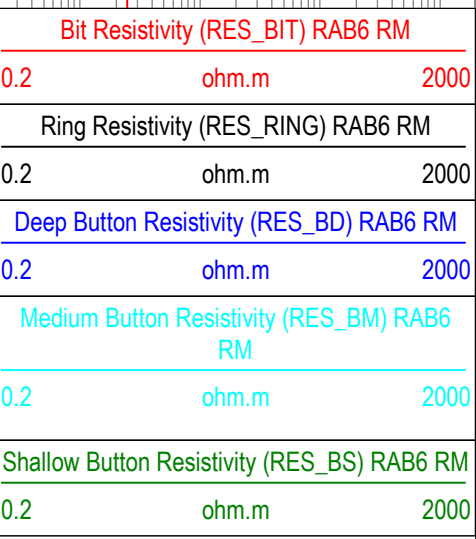 Bit Resistivity (RES_BIT) RAB6 RM
0.2 ohm.m 2000
Ring Resistivity (RES_RING) RAB6 RM
0.2 ohm.m 2000
Deep Button Resistivity (RES_BD) RAB6 RM
0.2 ohm.m 2000
Medium Button Resistivity (RES_BM) RAB6
RM
0.2 ohm.m 2000
Shallow Button Resistivity (RES_BS) RAB6 RM
0.2 ohm.m 2000